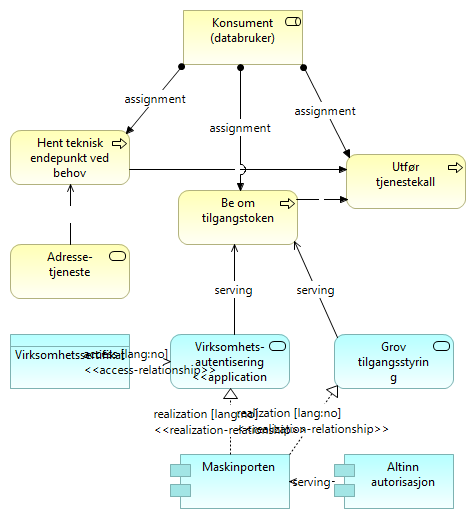 Konsument
(databruker)
assignment
assignment
assignment
Hent teknisk
endepunkt ved
behov
Utfør
tjenestekall
Be om
tilgangstoken
Adresse-
tjeneste
serving
serving
Virksomhetssertifikat
access [lang:no]
<<access-relationship>>
Virksomhets-
autentisering
<<application
Grov
tilgangsstyrin
g
realization [lang:no]
<<realization-relationship>>
realization [lang:no]
<<realization-relationship>>
Maskinporten
serving
Altinn
autorisasjon